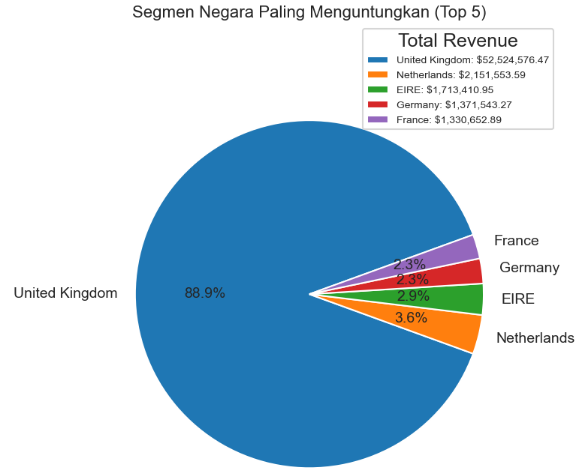 Segmen Negara Paling Menguntungkan (Top 5)
Total Revenue
United Kingdom: $52,524,576.47
Netherlands: $2,151,553.59
EIRE: $1,713,410.95
Germany: $1,371,543.27
France: $1,330,652.89
France
2.3%
Germany
2.3%
United Kingdom
88.9%
2.9%
EIRE
3.6%
Netherlands